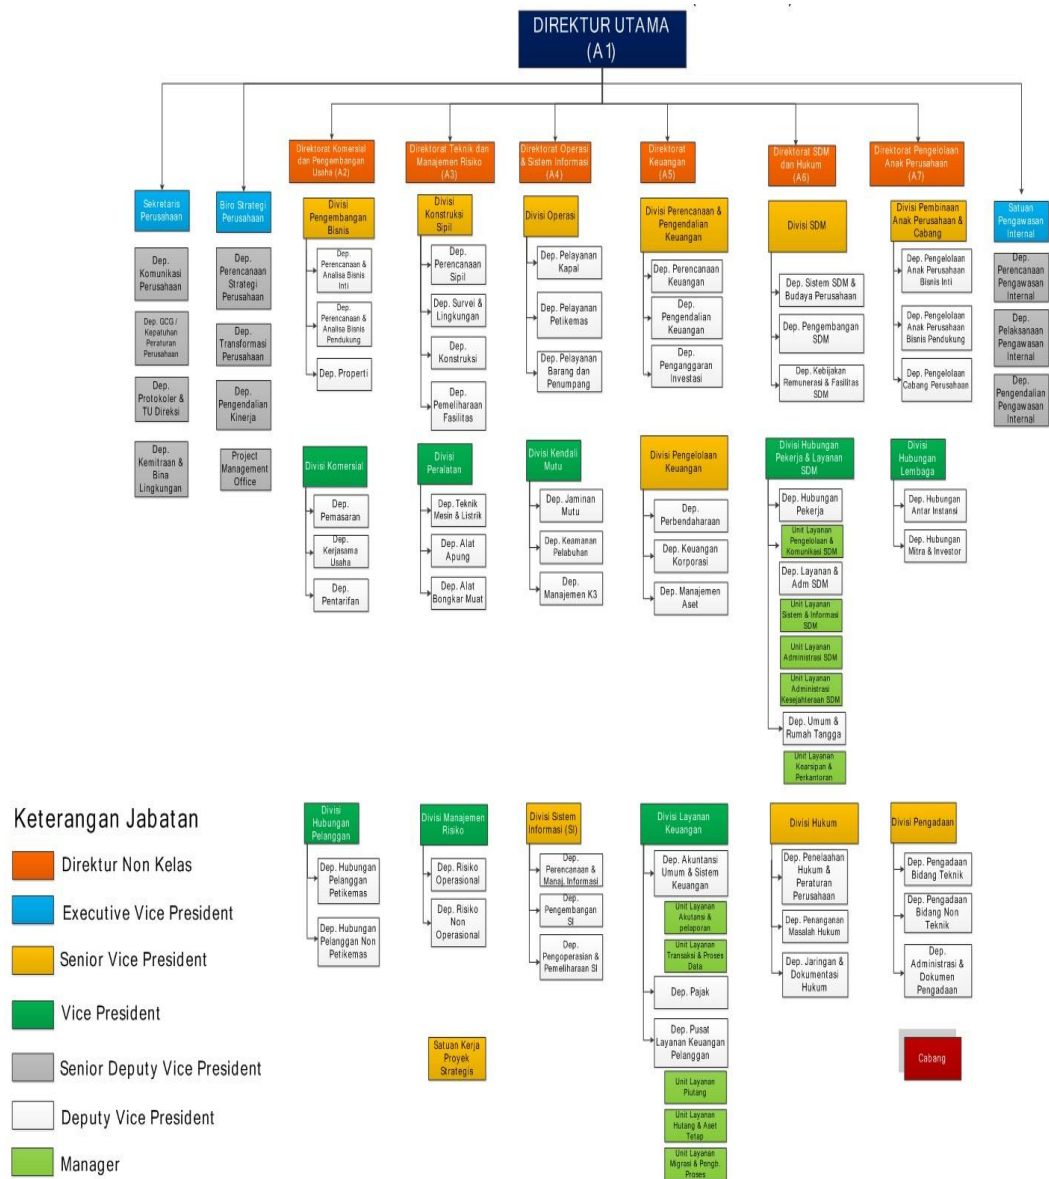 DIREKTUR UTAMA
(A1)
Direktorat Komersial
dan Pengembangan
Usaha (A2)
Direktorat Teknik dan
Manajemen Risiko
(A3)
Direktorat Operasi
& Sistem Informasi
(A4)
Direktorat
Keuangan
(A5)
Direktorat SDM
dan Hukum
(A6)
Direktorat Pengelolaan
Anak Perusahaan
(A7)
Sekretaris
Perusahaan
Biro Strategi
Perusahaan
Divisi
Pengembangan
Bisnis
Divisi
Konstruksi
Sipil
Divisi Operasi
Divisi Perencanaan &
Pengendalian
Keuangan
Divisi SDM
Divisi Pembinaan
Anak Perusahaan &
Cabang
Satuan
Pengawasan
Internal
Dep.
Komunikasi
Perusahaan
Dep. GCG /
Kepatuhan
Peraturan
Perusahaan
Dep.
Protokoler &
TU Direksi
Dep.
Kemitraan &
Bina
Lingkungan
Dep.
Perencanaan
Strategi
Perusahaan
Dep.
Transformasi
Perusahaan
Dep.
Pengendalian
Kinerja
Project
Management
Office
Dep.
Perencanaan &
Analisa Bisnis
Inti
Dep.
Perencanaan &
Analisa Bisnis
Pendukung
Dep. Properti
Dep.
Perencanaan
Sipil
Dep. Survei &
Lingkungan
Dep.
Konstruksi
Dep.
Pemeliharaan
Fasilitas
Dep. Pelayanan
Kapal
Dep. Pelayanan
Petikemas
Dep. Pelayanan
Barang dan
Penumpang
Dep. Perencanaan
Keuangan
Dep.
Pengendalian
Keuangan
Dep.
Penganggaran
Investasi
Dep. Sistem SDM &
Budaya Perusahaan
Dep. Pengembangan
SDM
Dep. Kebijakan
Remunerasi & Fasilitas
SDM
Dep. Pengelolaan
Anak Perusahaan
Bisnis Inti
Dep. Pengelolaan
Anak Perusahaan
Bisnis Pendukung
Dep. Pengelolaan
Cabang Perusahaan
Dep.
Perencanaan
Pengawasan
Internal
Dep.
Pelaksanaan
Pengawasan
Internal
Dep.
Pengendalian
Pengawasan
Internal
Divisi Komersial
Dep.
Pemasaran
Dep.
Kerjasama
Usaha
Dep.
Pentarifan
Divisi
Peralatan
Dep. Teknik
Mesin & Listrik
Dep. Alat
Apung
Dep. Alat
Bongkar Muat
Divisi Kendali
Mutu
Dep. Jaminan
Mutu
Dep. Keamanan
Pelabuhan
Dep.
Manajemen K3
Divisi Pengelolaan
Keuangan
Dep.
Perbendaharaan
Dep. Keuangan
Korporasi
Dep. Manajemen
Aset
Divisi Hubungan
Pekerja & Layanan
SDM
Dep. Hubungan
Pekerja
Unit Layanan
Pengelolaan &
Komunikasi SDM
Dep. Layanan &
Adm SDM
Unit Layanan
Sistem & Informasi
SDM
Unit Layanan
Administrasi SDM
Unit Layanan
Administrasi
Kesejahteraan SDM
Dep. Umum &
Rumah Tangga
Unit Layanan
Kearsipan &
Perkantoran
Divisi
Hubungan
Lembaga
Dep. Hubungan
Antar Instansi
Dep. Hubungan
Mitra & Investor
Divisi
Hubungan
Pelanggan
Dep. Hubungan
Pelanggan
Petikemas
Dep. Hubungan
Pelanggan Non
Petikemas
Divisi Manajemen
Risiko
Dep. Risiko
Operasional
Dep. Risiko
Non
Operasional
Satuan Kerja
Proyek
Strategis
Divisi Sistem
Informasi (SI)
Dep.
Perencanaan &
Manaj. Informasi
Dep.
Pengembangan
SI
Dep.
Pengoperasian &
Pemeliharaan SI
Divisi Layanan
Keuangan
Dep. Akuntansi
Umum & Sistem
Keuangan
Unit Layanan
Akutansi &
pelaporan
Unit Layanan
Transaksi & Proses
Data
Dep. Pajak
Dep. Pusat
Layanan Keuangan
Pelanggan
Unit Layanan
Piutang
Unit Layanan
Hutang & Aset
Tetap
Unit Layanan
Migrasi & Pengb.
Proses
Divisi Hukum
Dep. Penelaahan
Hukum &
Peraturan
Perusahaan
Dep. Penanganan
Masalah Hukum
Dep. Jaringan &
Dokumentasi
Hukum
Divisi Pengadaan
Dep. Pengadaan
Bidang Teknik
Dep. Pengadaan
Bidang Non
Teknik
Dep.
Administrasi &
Dokumen
Pengadaan
Cabang
Keterangan Jabatan
Direktur Non Kelas
Executive Vice President
Senior Vice President
Vice President
Senior Deputy Vice President
Deputy Vice President
Manager